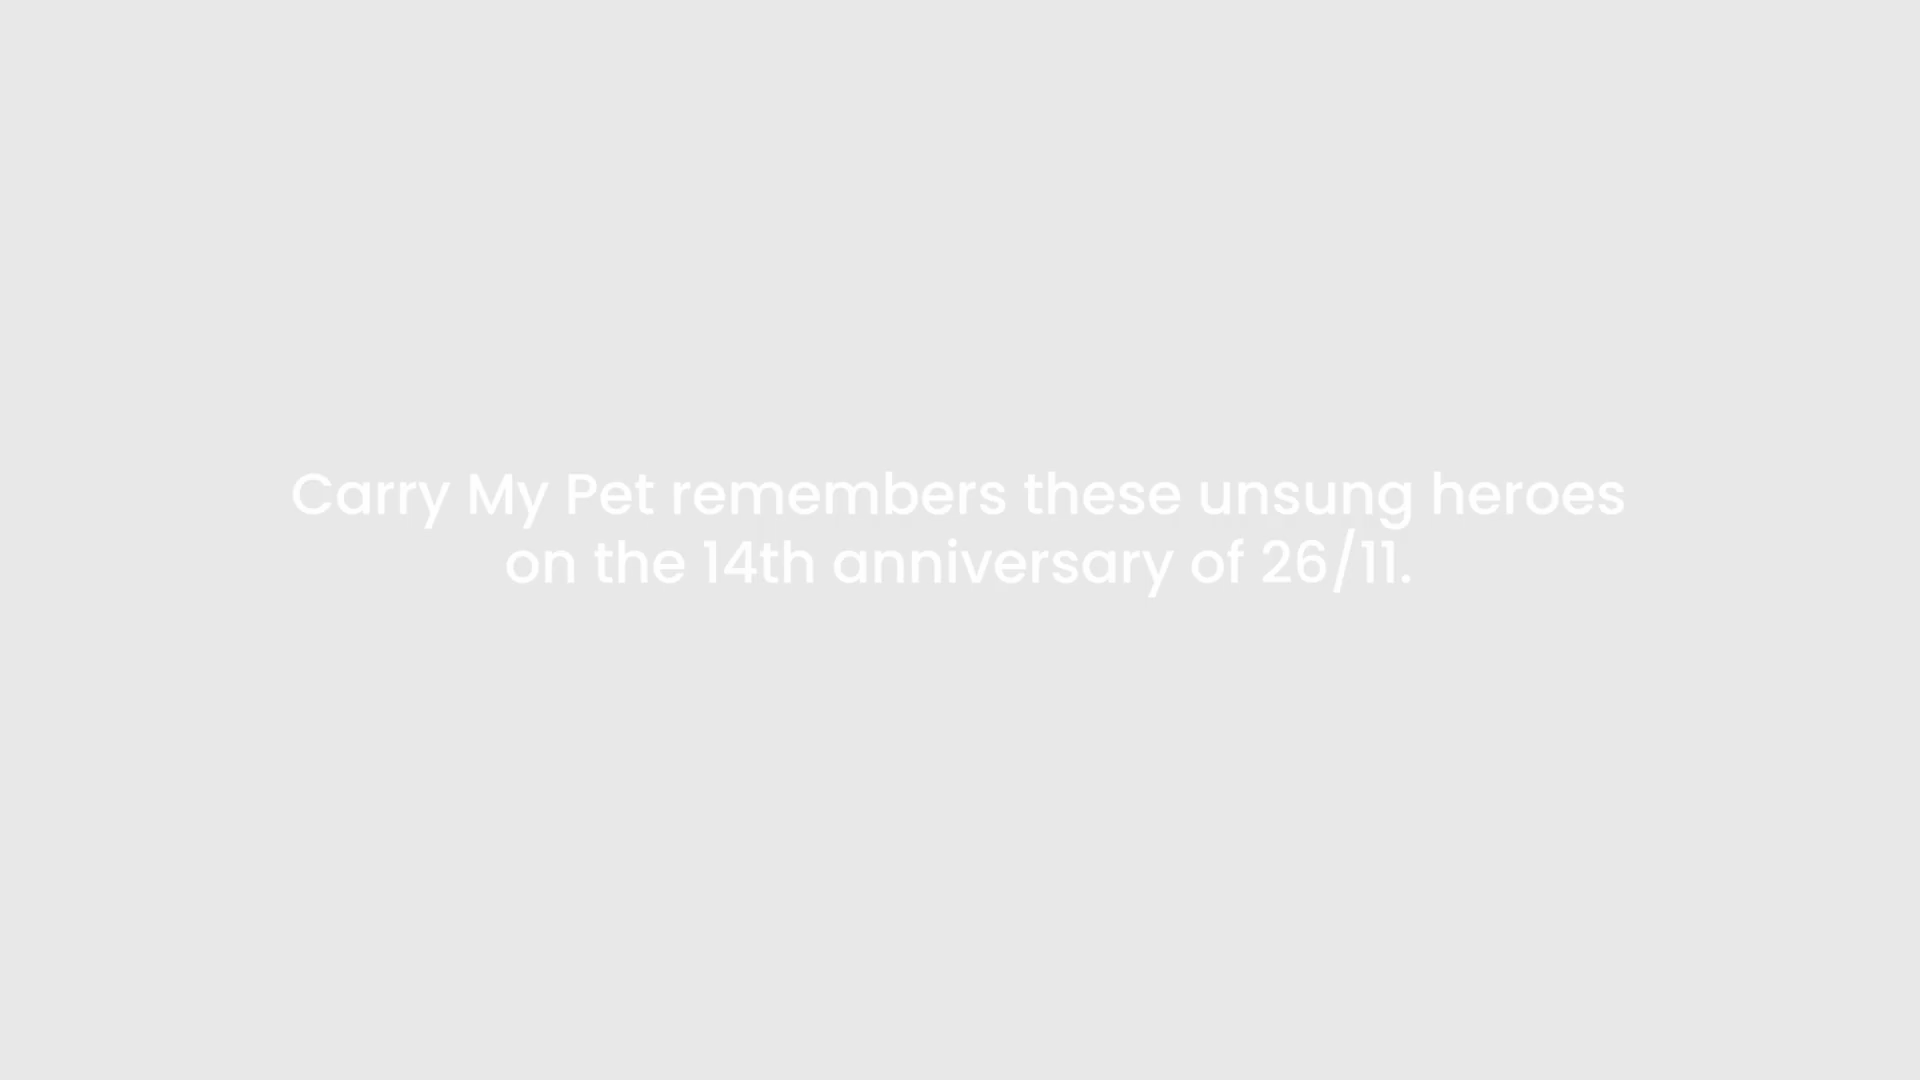 Carry My Pet remembers these unsung heroes
on the 14th anniversary of 26/11.